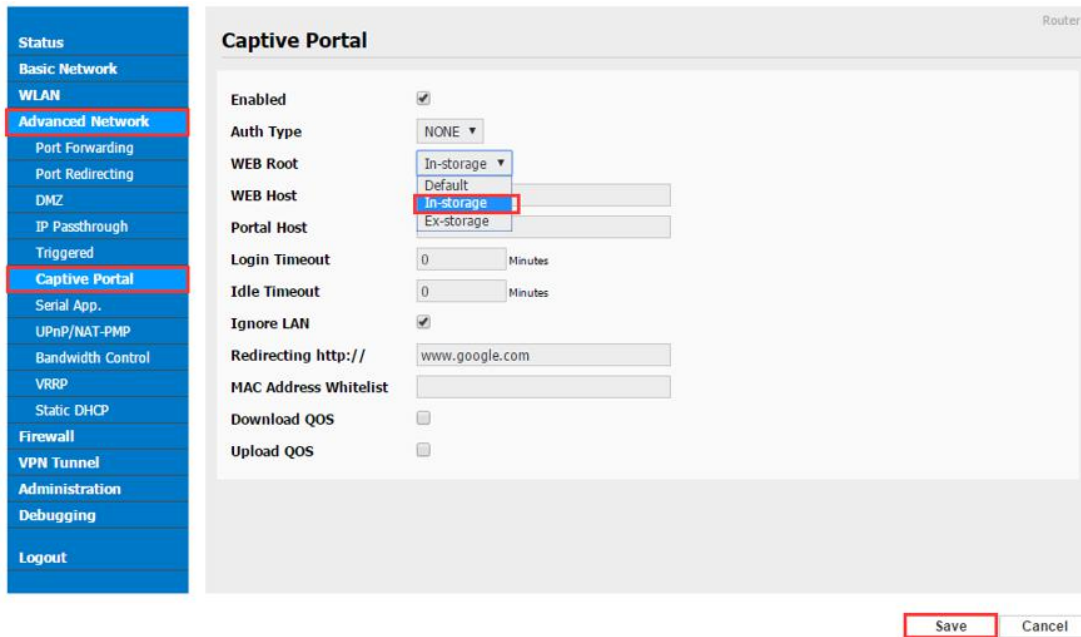 Router
Status
Basic Network
WLAN
Advanced Network
Port Forwarding
Port Redirecting
DMZ
IP Passthrough
Triggered
Captive Portal
Serial App.
UPnP/NAT-PMP
Bandwidth Control
VRRP
Static DHCP
Firewall
VPN Tunnel
Administration
Debugging
Logout
Captive Portal
Enabled
Auth Type NONE
WEB Root In-storage
Default
WEB Host In-storage
Ex-storage
Portal Host
Login Timeout 0 Minutes
Idle Timeout 0 Minutes
Ignore LAN
Redirecting http:// www.google.com
MAC Address Whitelist
Download QOS
Upload QOS
Save Cancel